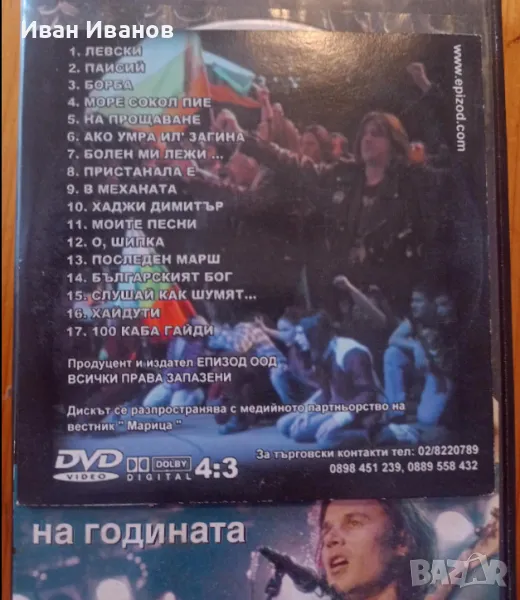 Иван Иванов
1. ЛЕВСКИ
2. ПАИСИЙ
3. БОРБА
4. МОРЕ СОКОЛ ПИЕ
5. НА ПРОЩАВАНЕ
6. АКО УМРА ИЛ' ЗАГИНА
7. БОЛЕН МИ ЛЕЖИ ...
8. ПРИСТАНАЛА Е
9. В МЕХАНАТА
10. ХАДЖИ ДИМИТЪР
11. МОИТЕ ПЕСНИ
12. О, ШИПКА
13. ПОСЛЕДЕН МАРШ
14. БЪЛГАРСКИЯТ БОГ
15. СЛУШАЙ КАК ШУМЯТ...
16. ХАЙДУТИ
17. 100 КАБА ГАЙДИ
www.epizod.com
Продуцент и издател ЕПИЗОД ООД
ВСИЧКИ ПРАВА ЗАПАЗЕНИ
Дискът се разпространява с медийното партньорство на
вестник " Марица "
DVD VIDEO DOLBY DIGITAL 4:3
За търговски контакти тел: 02/8220789
0898 451 239, 0889 558 432
на годината
BAZAR